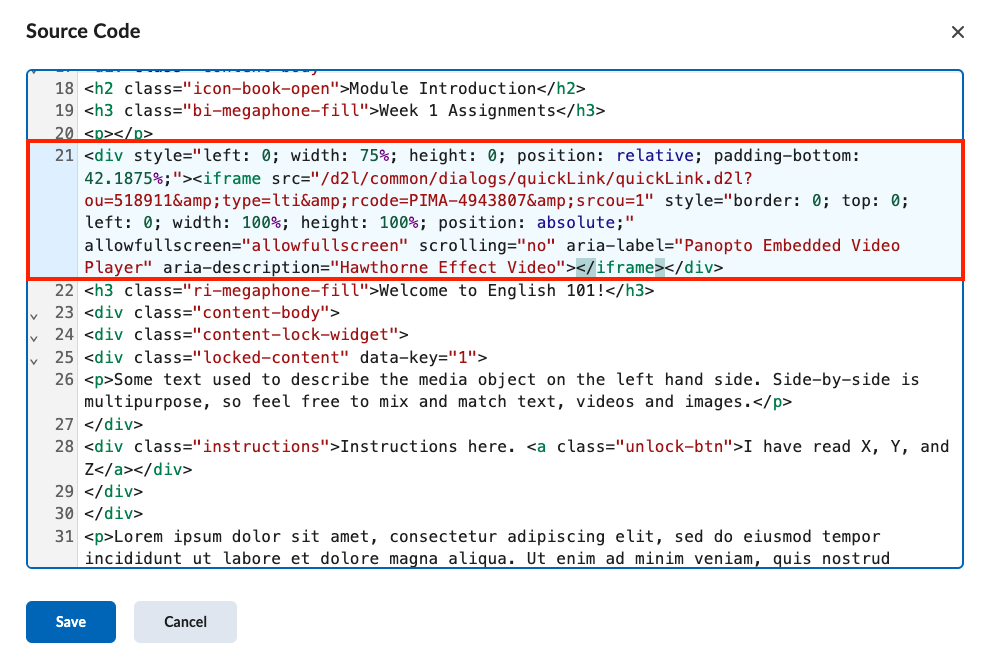 Source Code
18 <h2 class="icon-book-open">Module Introduction</h2>
19 <h3 class="bi-megaphone-fill">Week 1 Assignments</h3>
20 <p></p>
21 <div style="left: 0; width: 75%; height: 0; position: relative; padding-bottom:
42.1875%;"><iframe src="/d2l/common/dialogs/quickLink/quickLink.d2l?
ou=518911&amp;type=lti&amp;rcode=PIMA-4943807&amp;srcou=1" style="border: 0; top: 0;
left: 0; width: 100%; height: 100%; position: absolute;"
allowfullscreen="allowfullscreen" scrolling="no" aria-label="Panopto Embedded Video
Player" aria-description="Hawthorne Effect Video"></iframe></div>
22 <h3 class="ri-megaphone-fill">Welcome to English 101!</h3>
23 <div class="content-body">
24 <div class="content-lock-widget">
25 <div class="locked-content" data-key="1">
26 <p>Some text used to describe the media object on the left hand side. Side-by-side is
multipurpose, so feel free to mix and match text, videos and images.</p>
27 </div>
28 <div class="instructions">Instructions here. <a class="unlock-btn">I have read X, Y, and
Z</a></div>
29 </div>
30 </div>
31 <p>Lorem ipsum dolor sit amet, consectetur adipiscing elit, sed do eiusmod tempor
incididunt ut labore et dolore magna aliqua. Ut enim ad minim veniam, quis nostrud
Save Cancel